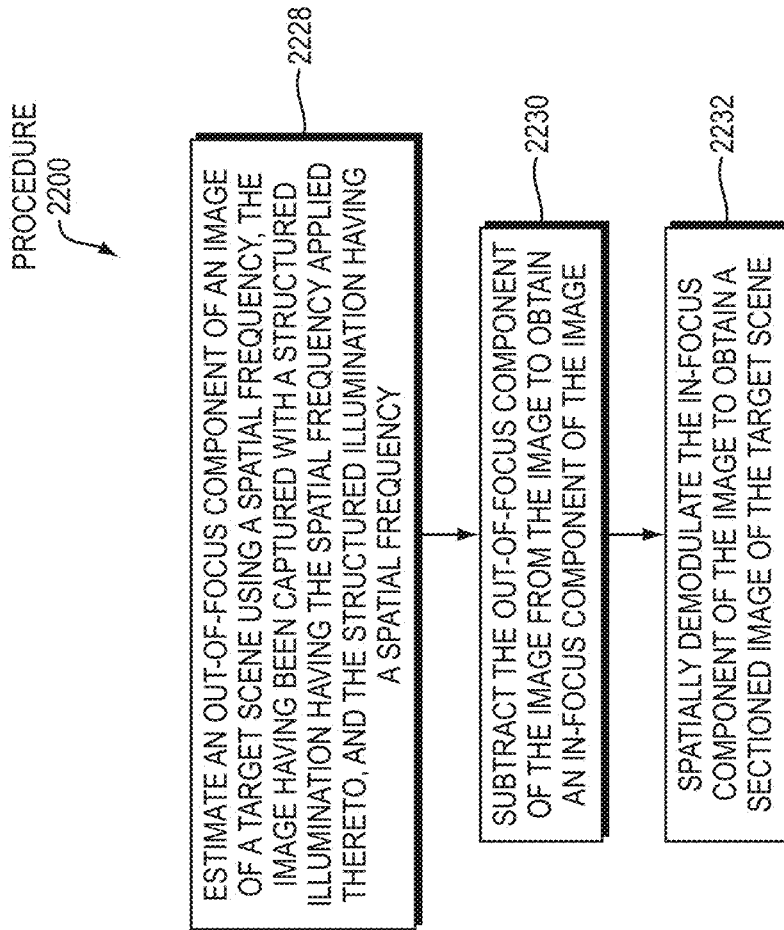 PROCEDURE
2200
ESTIMATE AN OUT-OF-FOCUS COMPONENT OF AN IMAGE
OF A TARGET SCENE USING A SPATIAL FREQUENCY, THE
IMAGE HAVING BEEN CAPTURED WITH A STRUCTURED
ILLUMINATION HAVING THE SPATIAL FREQUENCY APPLIED
THERETO, AND THE STRUCTURED ILLUMINATION HAVING
A SPATIAL FREQUENCY
2228
SUBTRACT THE OUT-OF-FOCUS COMPONENT
OF THE IMAGE FROM THE IMAGE TO OBTAIN
AN IN-FOCUS COMPONENT OF THE IMAGE
2230
SPATIALLY DEMODULATE THE IN-FOCUS
COMPONENT OF THE IMAGE TO OBTAIN A
SECTIONED IMAGE OF THE TARGET SCENE
2232